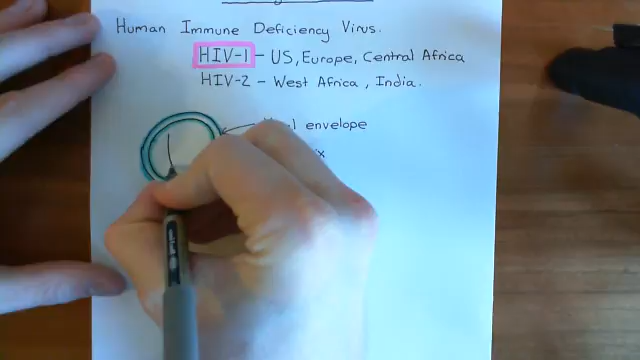 Human Immune Deficiency Virus.
HIV-1 - US, Europe, Central Africa
HIV-2 - West Africa, India.
envelope